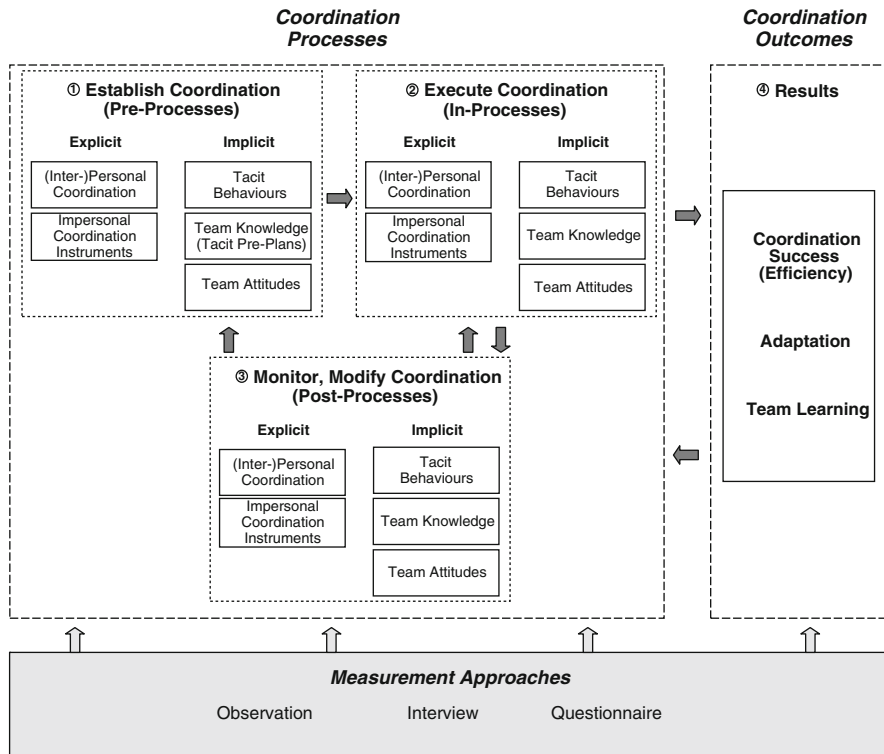 Coordination
Processes
Coordination
Outcomes
① Establish Coordination
(Pre-Processes)
Explicit
Implicit
(Inter-)Personal
Coordination
Impersonal
Coordination
Instruments
Tacit
Behaviours
Team Knowledge
(Tacit Pre-Plans)
Team Attitudes
② Execute Coordination
(In-Processes)
Explicit
Implicit
(Inter-)Personal
Coordination
Impersonal
Coordination
Instruments
Tacit
Behaviours
Team Knowledge
Team Attitudes
③ Monitor, Modify Coordination
(Post-Processes)
Explicit
Implicit
(Inter-)Personal
Coordination
Impersonal
Coordination
Instruments
Tacit
Behaviours
Team Knowledge
Team Attitudes
④ Results
Coordination
Success
(Efficiency)
Adaptation
Team Learning
Measurement Approaches
Observation
Interview
Questionnaire